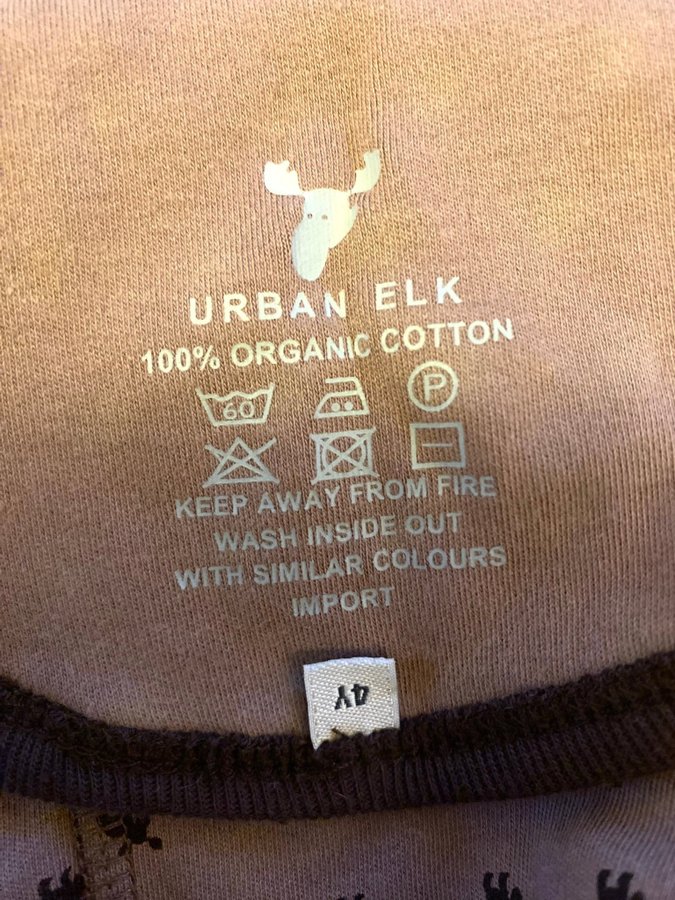 URBAN ELK
100% ORGANIC COTTON
60
P
KEEP AWAY FROM FIRE
WASH INSIDE OUT
WITH SIMILAR COLOURS
IMPORT
4Y